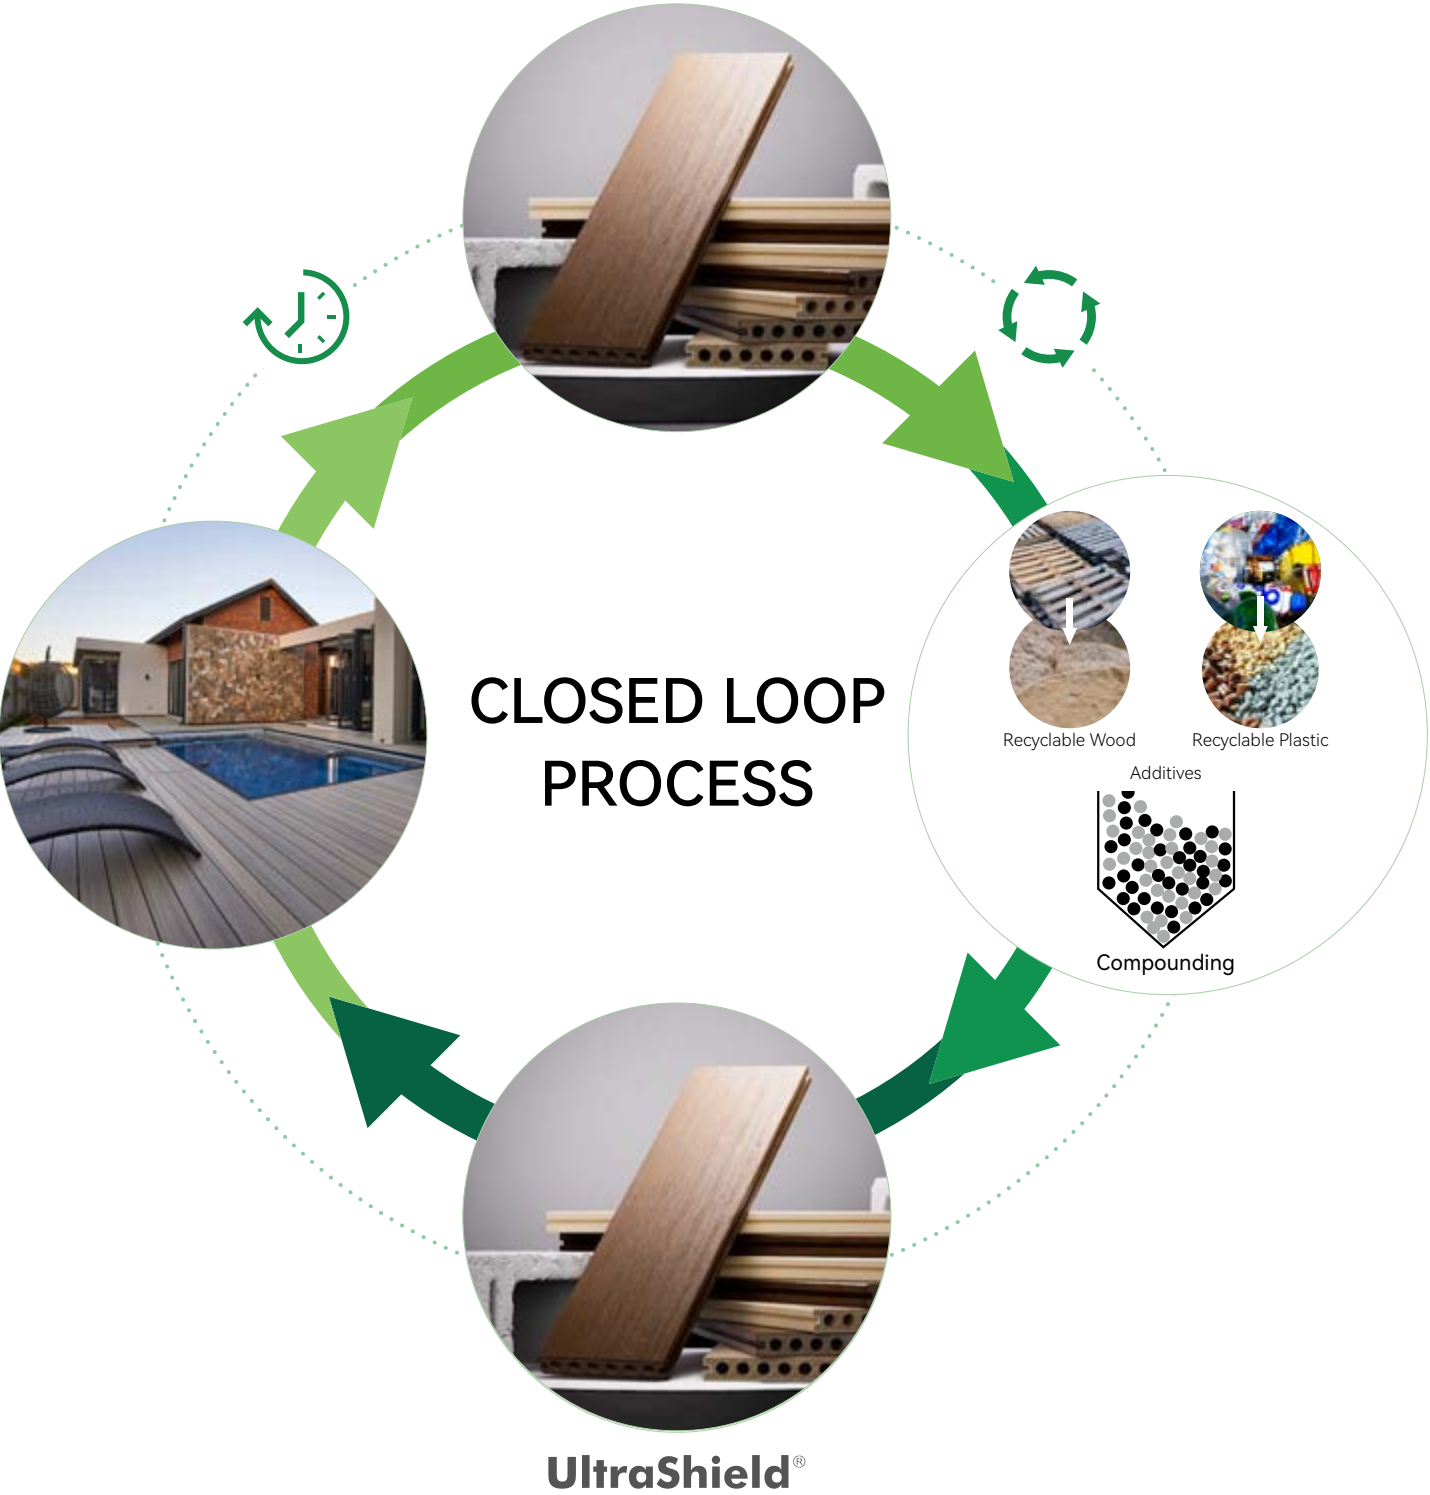 CLOSED LOOP
PROCESS
Recyclable Wood
Recyclable Plastic
Additives
Compounding
UltraShield®